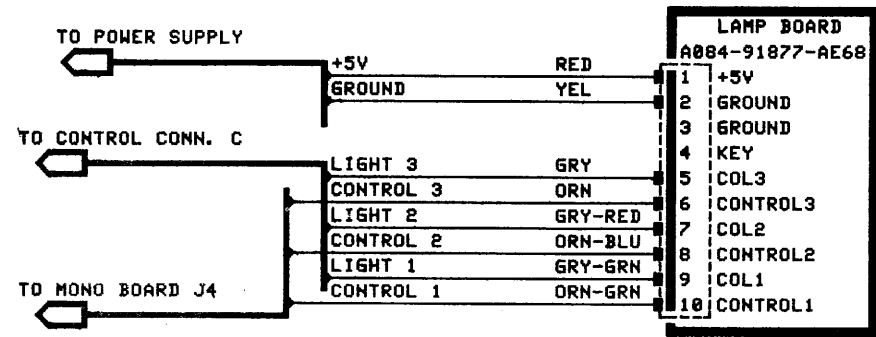 LAMP BOARD
A084-91877-AE68
TO POWER SUPPLY
+5V RED 1 +5V
GROUND YEL 2 GROUND
3 GROUND
TO CONTROL CONN. C
4 KEY
LIGHT 3 GRY 5 COL3
CONTROL 3 ORN 6 CONTROL3
LIGHT 2 GRY-RED 7 COL2
CONTROL 2 ORN-BLU 8 CONTROL2
LIGHT 1 GRY-GRN 9 COL1
TO MONO BOARD J4
CONTROL 1 ORN-GRN 10 CONTROL1